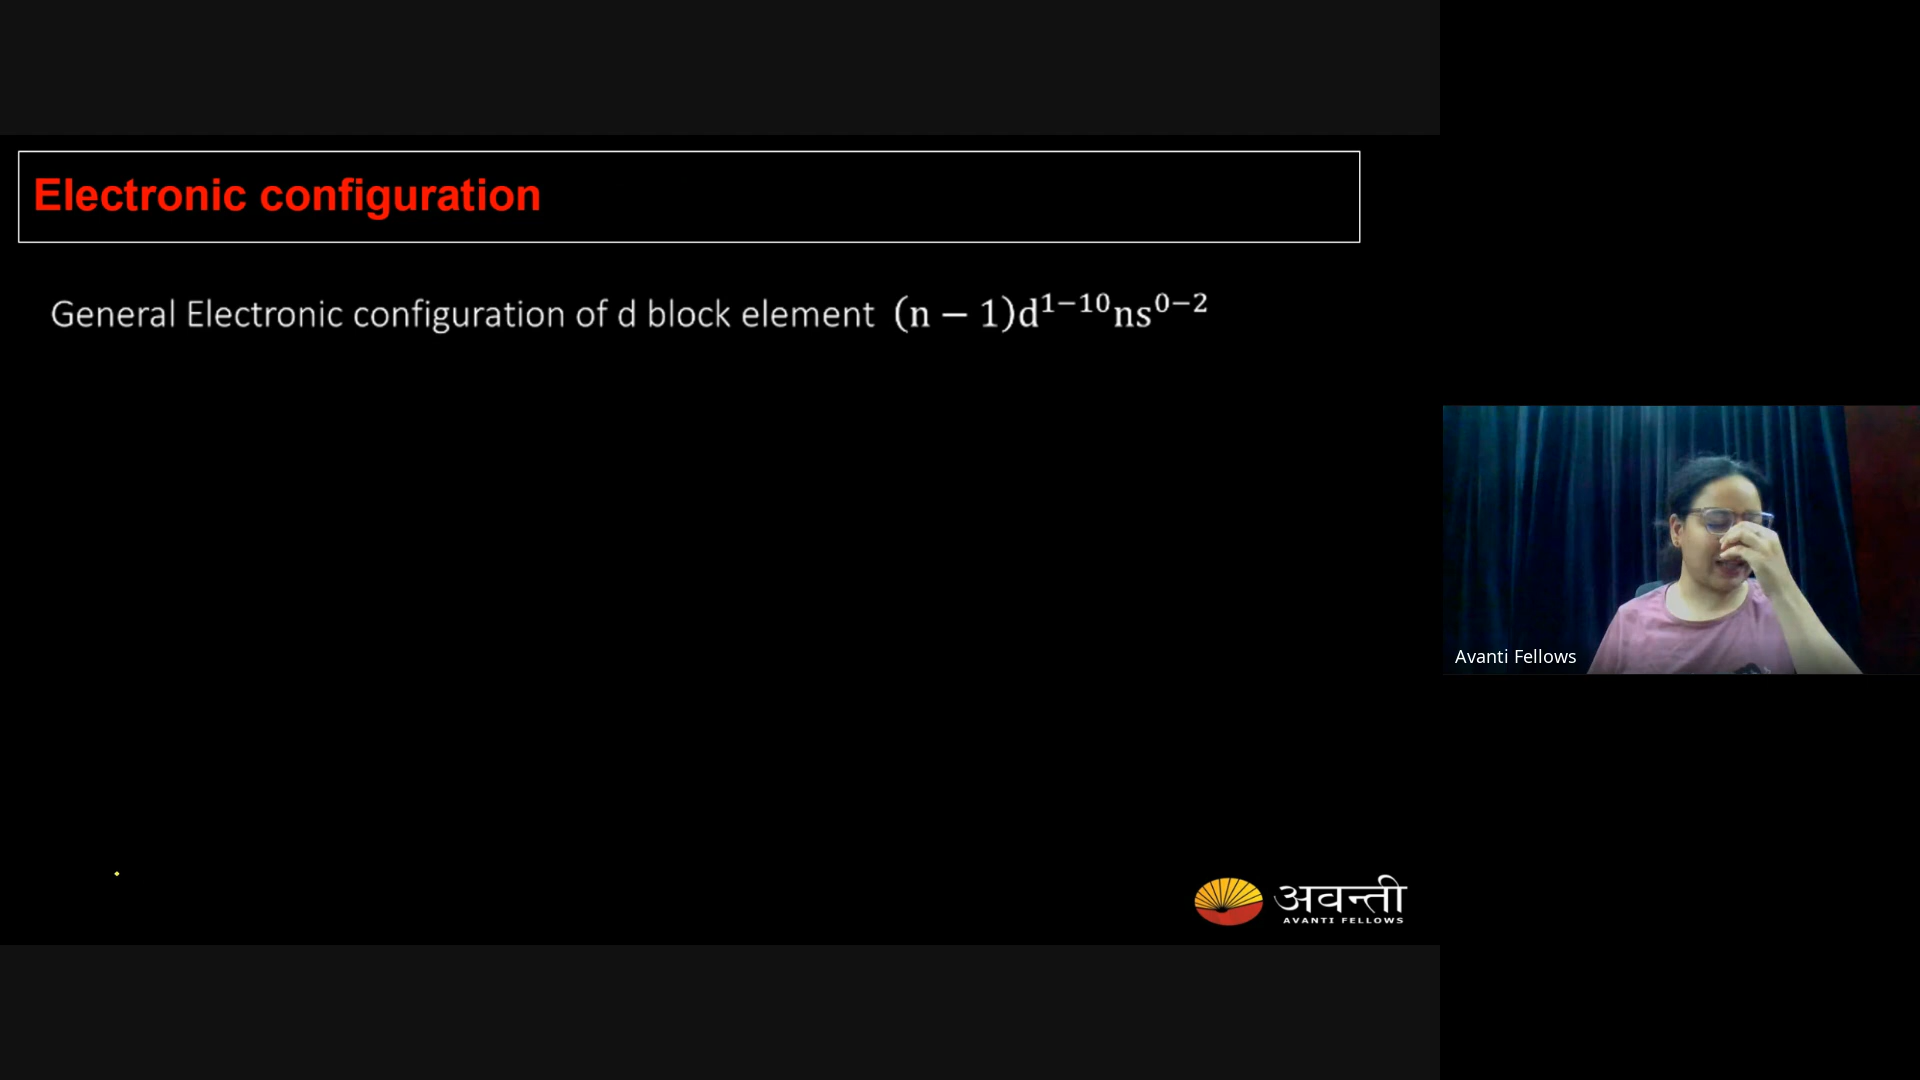 Electronic configuration
General Electronic configuration of d block element (n − 1)d¹⁻¹⁰ns⁰⁻²
Avanti Fellows
अवन्ती
AVANTI FELLOWS